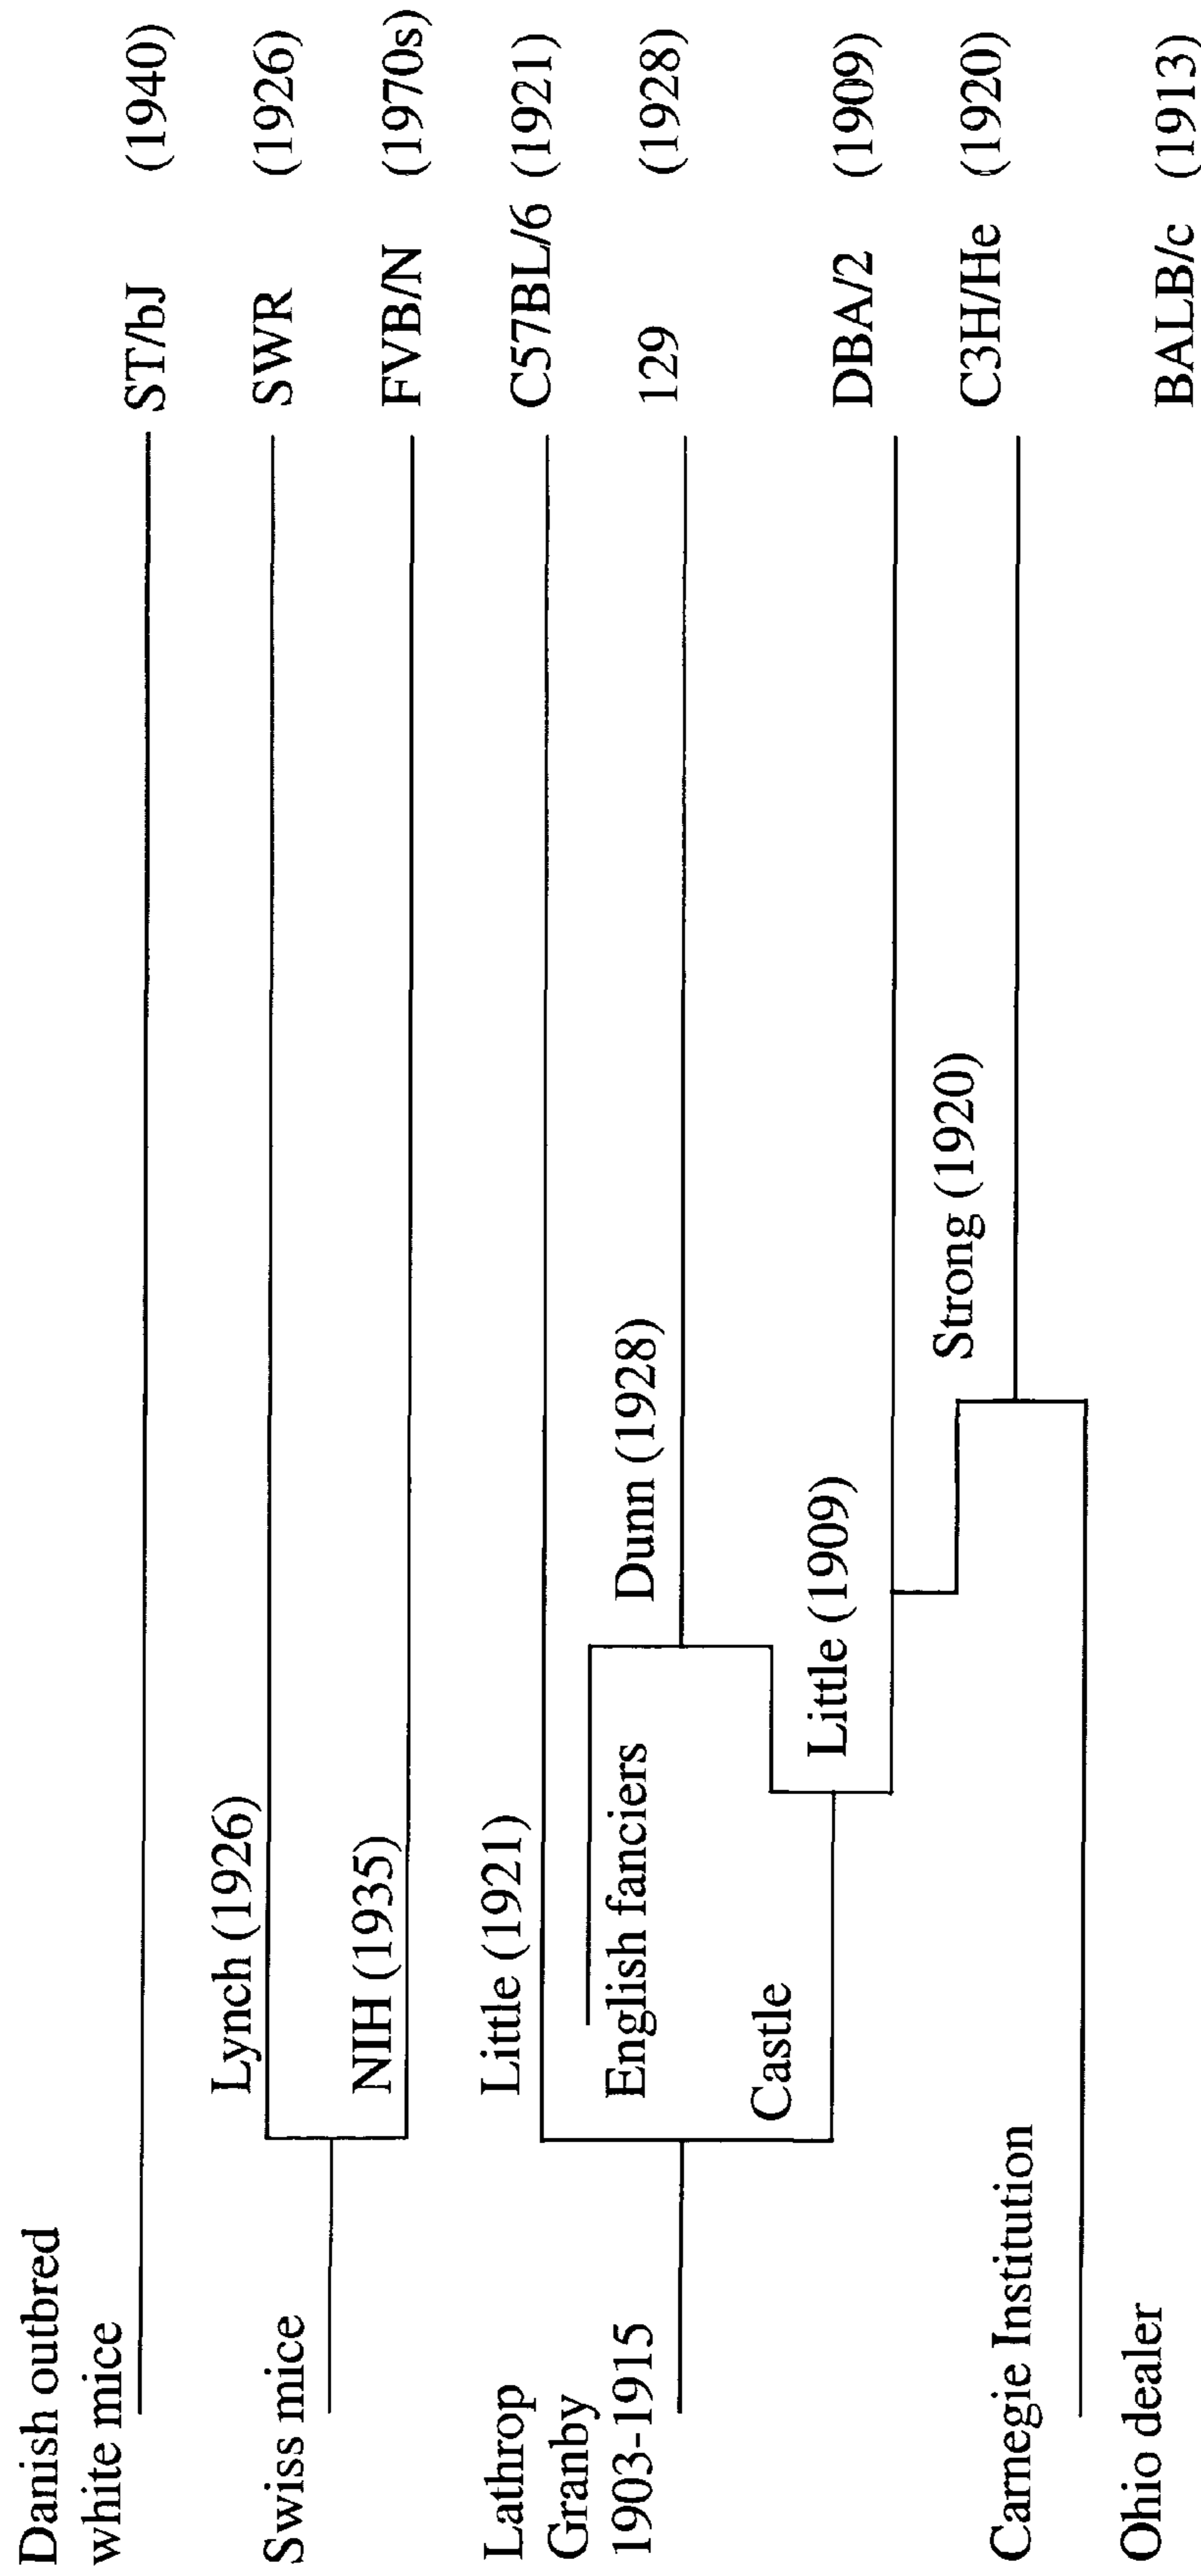 Danish outbred
white mice
ST/bJ (1940)
Lynch (1926)
SWR (1926)
Swiss mice
NIH (1935)
FVB/N (1970s)
Little (1921)
C57BL/6 (1921)
Lathrop
Granby
1903-1915
English fanciers
Dunn (1928)
129 (1928)
Castle
Little (1909)
DBA/2 (1909)
Strong (1920)
C3H/He (1920)
Carnegie Institution
Ohio dealer
BALB/c (1913)